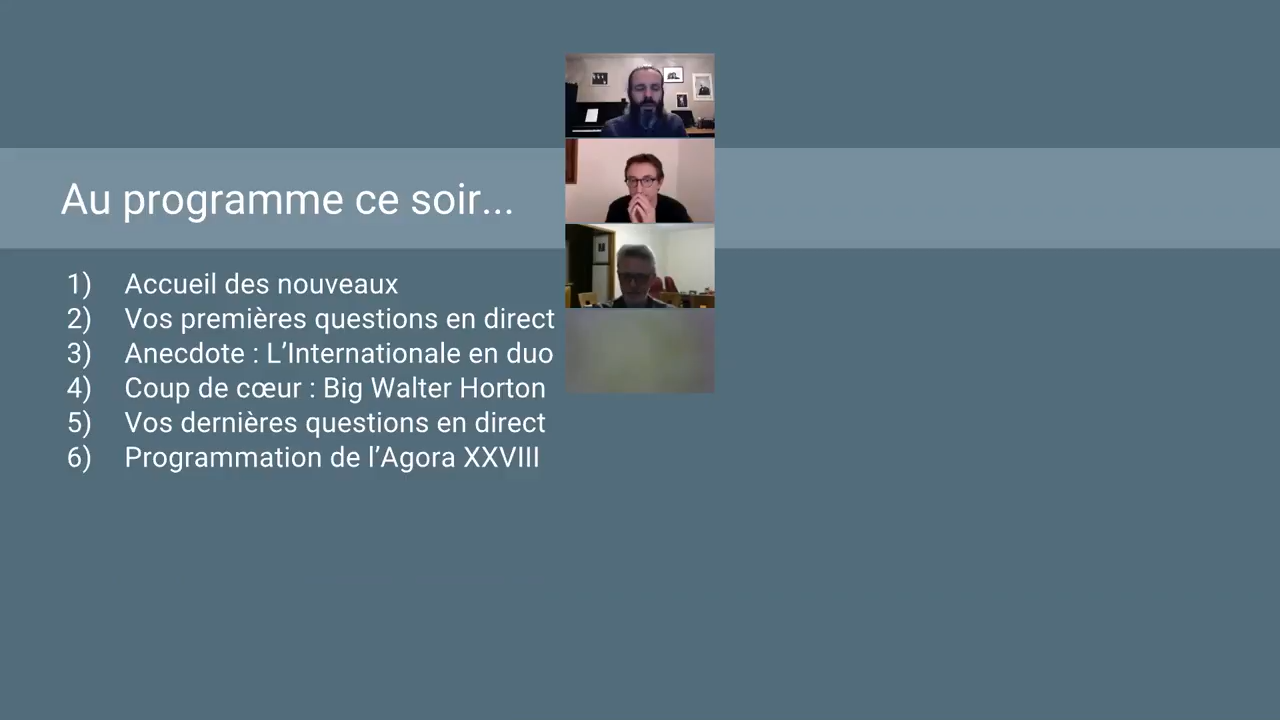 Au programme ce soir...
1) Accueil des nouveaux
2) Vos premières questions en direct
3) Anecdote : L’Internationale en duo
4) Coup de cœur : Big Walter Horton
5) Vos dernières questions en direct
6) Programmation de l’Agora XXVIII